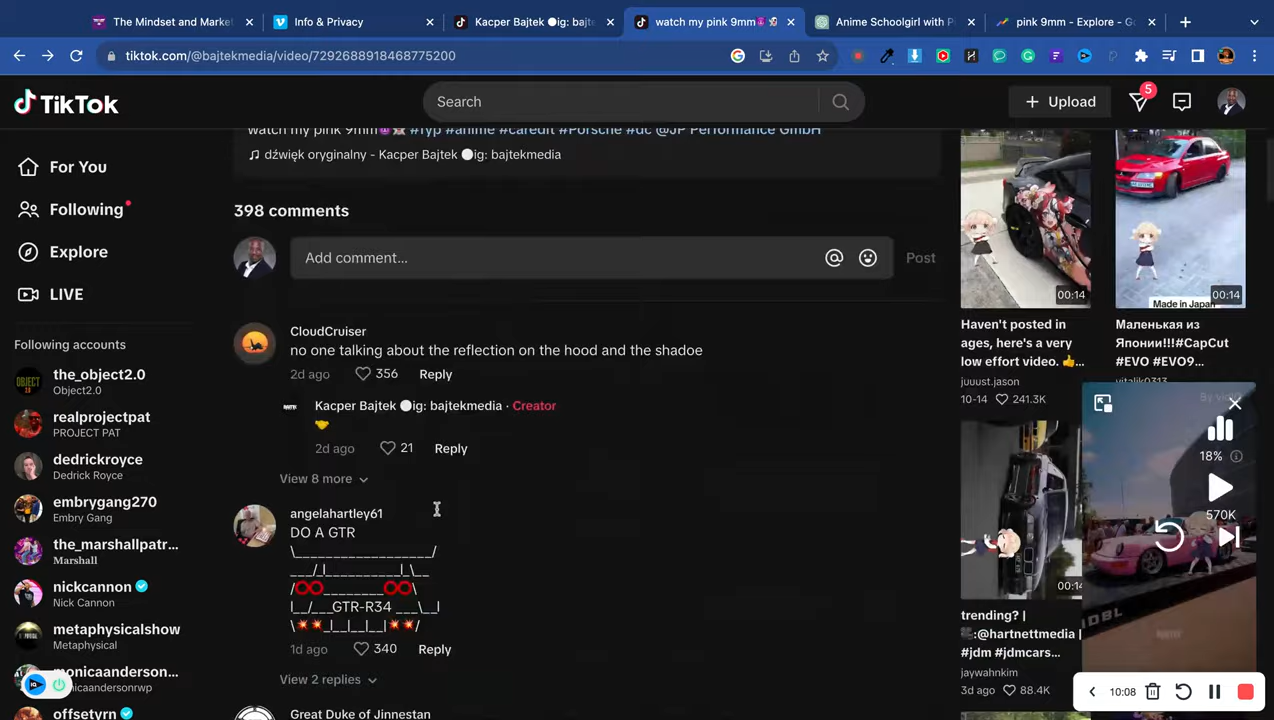 The Mindset and Marke
Info & Privacy
Kacper Bajtek ⚪ig: bajt
watch my pink 9mm😈
Anime Schoolgirl with P
pink 9mm - Explore - Go
tiktok.com/@bajtekmedia/video/7292688918468775200
TikTok
Search
Upload
5
watch my pink 9mm😈 #fyp #anime #caredit #Porsche #dc @JP Performance GmbH
♫ dźwięk oryginalny - Kacper Bajtek ⚪ig: bajtekmedia
For You
Following
Explore
LIVE
Following accounts
the_object2.0
Object2.0
realprojectpat
PROJECT PAT
dedrickroyce
Dedrick Royce
embrygang270
Embry Gang
the_marshallpatr...
Marshall
nickcannon
Nick Cannon
metaphysicalshow
Metaphysical
monicaanderson...
monicaandersonrwp
offsetyrn
398 comments
Add comment...
Post
CloudCruiser
no one talking about the reflection on the hood and the shadoe
2d ago 356 Reply
Kacper Bajtek ⚪ig: bajtekmedia · Creator
🤝
2d ago 21 Reply
View 8 more
angelahartley61
DO A GTR
\__________________/
___/_|__________|_\__
/⭕⭕________⭕⭕\
|__/___GTR-R34 ___\__|
\💥💥_|__|__|__|💥💥/
1d ago 340 Reply
View 2 replies
Great Duke of Jinnestan
00:14
Haven't posted in
ages, here's a very
low effort video. 👍...
juuust.jason
10-14 241.3K
Made in Japan
00:14
Маленькая из
Японии!!!#CapCut
#EVO #EVO9...
vitalik0313
00:14
trending? |
🎥:@hartnettmedia |
#jdm #jdmcars...
jaywahnkim
3d ago 88.4K
18%
570K
10:08